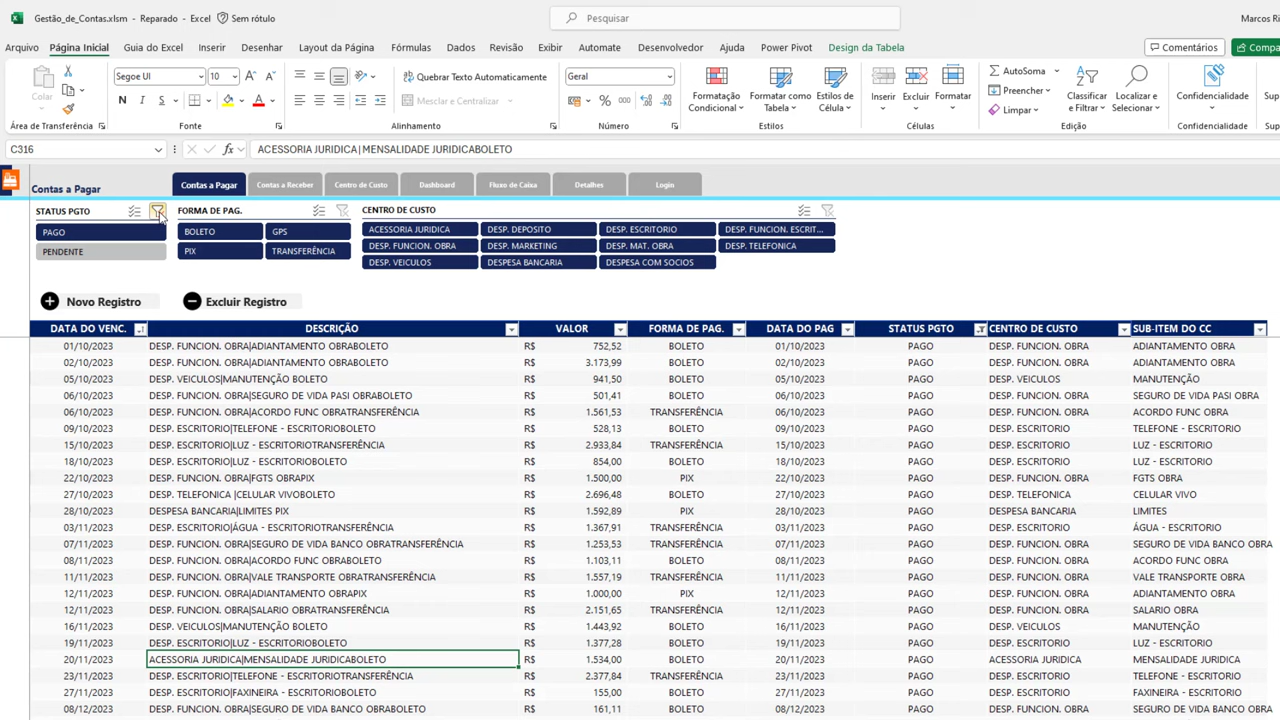 Gestão_de_Contas.xlsm - Reparado - Excel Sem rótulo Pesquisar Marcos Ri
Arquivo Página Inicial Guia do Excel Inserir Desenhar Layout da Página Fórmulas Dados Revisão Exibir Automate Desenvolvedor Ajuda Power Pivot Design da Tabela Comentários Compa
Colar Segoe UI 10 Quebrar Texto Automaticamente Geral AutoSoma
N I S Mesclar e Centralizar % 000 Formatação Condicional Formatar como Tabela Estilos de Célula Inserir Excluir Formatar Preencher Limpar Classificar e Filtrar Localizar e Selecionar Confidencialidade Sup
Área de Transferência Fonte Alinhamento Número Estilos Células Edição Confidencialidade Sup
C316 fx ACESSORIA JURIDICA|MENSALIDADE JURIDICABOLETO
Contas a Pagar Contas a Pagar Contas a Receber Centro de Custo Dashboard Fluxo de Caixa Detalhes Login
STATUS PGTO FORMA DE PAG. CENTRO DE CUSTO
PAGO BOLETO GPS ACESSORIA JURIDICA DESP. DEPOSITO DESP. ESCRITORIO DESP. FUNCION. ESCRIT...
PENDENTE PIX TRANSFERÊNCIA DESP. FUNCION. OBRA DESP. MARKETING DESP. MAT. OBRA DESP. TELEFONICA
DESP. VEICULOS DESPESA BANCARIA DESPESA COM SOCIOS
Novo Registro Excluir Registro
DATA DO VENC. DESCRIÇÃO VALOR FORMA DE PAG. DATA DO PAG STATUS PGTO CENTRO DE CUSTO SUB-ITEM DO CC
01/10/2023 DESP. FUNCION. OBRA|ADIANTAMENTO OBRABOLETO R$ 752,52 BOLETO 01/10/2023 PAGO DESP. FUNCION. OBRA ADIANTAMENTO OBRA
02/10/2023 DESP. FUNCION. OBRA|ADIANTAMENTO OBRABOLETO R$ 3.173,99 BOLETO 02/10/2023 PAGO DESP. FUNCION. OBRA ADIANTAMENTO OBRA
05/10/2023 DESP. VEICULOS|MANUTENÇÃO BOLETO R$ 941,50 BOLETO 05/10/2023 PAGO DESP. VEICULOS MANUTENÇÃO
06/10/2023 DESP. FUNCION. OBRA|SEGURO DE VIDA PASI OBRABOLETO R$ 501,41 BOLETO 06/10/2023 PAGO DESP. FUNCION. OBRA SEGURO DE VIDA PASI OBRA
06/10/2023 DESP. FUNCION. OBRA|ACORDO FUNC OBRATRANSFERÊNCIA R$ 1.561,53 TRANSFERÊNCIA 06/10/2023 PAGO DESP. FUNCION. OBRA ACORDO FUNC OBRA
09/10/2023 DESP. ESCRITORIO|TELEFONE - ESCRITORIOBOLETO R$ 528,13 BOLETO 09/10/2023 PAGO DESP. ESCRITORIO TELEFONE - ESCRITORIO
15/10/2023 DESP. ESCRITORIO|LUZ - ESCRITORIOTRANSFERÊNCIA R$ 2.933,84 TRANSFERÊNCIA 15/10/2023 PAGO DESP. ESCRITORIO LUZ - ESCRITORIO
18/10/2023 DESP. ESCRITORIO|LUZ - ESCRITORIOBOLETO R$ 854,00 BOLETO 18/10/2023 PAGO DESP. ESCRITORIO LUZ - ESCRITORIO
22/10/2023 DESP. FUNCION. OBRA|FGTS OBRAPIX R$ 1.500,00 PIX 22/10/2023 PAGO DESP. FUNCION. OBRA FGTS OBRA
27/10/2023 DESP. TELEFONICA |CELULAR VIVOBOLETO R$ 2.696,48 BOLETO 27/10/2023 PAGO DESP. TELEFONICA CELULAR VIVO
28/10/2023 DESPESA BANCARIA|LIMITES PIX R$ 1.592,89 PIX 28/10/2023 PAGO DESPESA BANCARIA LIMITES
03/11/2023 DESP. ESCRITORIO|ÁGUA - ESCRITORIOTRANSFERÊNCIA R$ 1.367,91 TRANSFERÊNCIA 03/11/2023 PAGO DESP. ESCRITORIO ÁGUA - ESCRITORIO
07/11/2023 DESP. FUNCION. OBRA|SEGURO DE VIDA BANCO OBRATRANSFERÊNCIA R$ 1.253,53 TRANSFERÊNCIA 07/11/2023 PAGO DESP. FUNCION. OBRA SEGURO DE VIDA BANCO OBRA
08/11/2023 DESP. FUNCION. OBRA|ACORDO FUNC OBRABOLETO R$ 1.103,11 BOLETO 08/11/2023 PAGO DESP. FUNCION. OBRA ACORDO FUNC OBRA
11/11/2023 DESP. FUNCION. OBRA|VALE TRANSPORTE OBRATRANSFERÊNCIA R$ 1.557,19 TRANSFERÊNCIA 11/11/2023 PAGO DESP. FUNCION. OBRA VALE TRANSPORTE OBRA
12/11/2023 DESP. FUNCION. OBRA|ADIANTAMENTO OBRAPIX R$ 1.000,00 PIX 12/11/2023 PAGO DESP. FUNCION. OBRA ADIANTAMENTO OBRA
12/11/2023 DESP. FUNCION. OBRA|SALARIO OBRATRANSFERÊNCIA R$ 2.151,65 TRANSFERÊNCIA 12/11/2023 PAGO DESP. FUNCION. OBRA SALARIO OBRA
16/11/2023 DESP. VEICULOS|MANUTENÇÃO BOLETO R$ 1.443,92 BOLETO 16/11/2023 PAGO DESP. VEICULOS MANUTENÇÃO
19/11/2023 DESP. ESCRITORIO|LUZ - ESCRITORIOBOLETO R$ 1.377,28 BOLETO 19/11/2023 PAGO DESP. ESCRITORIO LUZ - ESCRITORIO
20/11/2023 ACESSORIA JURIDICA|MENSALIDADE JURIDICABOLETO R$ 1.534,00 BOLETO 20/11/2023 PAGO ACESSORIA JURIDICA MENSALIDADE JURIDICA
23/11/2023 DESP. ESCRITORIO|TELEFONE - ESCRITORIOTRANSFERÊNCIA R$ 2.377,84 TRANSFERÊNCIA 23/11/2023 PAGO DESP. ESCRITORIO TELEFONE - ESCRITORIO
27/11/2023 DESP. ESCRITORIO|FAXINEIRA - ESCRITORIOBOLETO R$ 155,00 BOLETO 27/11/2023 PAGO DESP. ESCRITORIO FAXINEIRA - ESCRITORIO
08/12/2023 DESP. FUNCION. OBRA|SEGURO DE VIDA BANCO OBRABOLETO R$ 161,11 BOLETO 08/12/2023 PAGO DESP. FUNCION. OBRA SEGURO DE VIDA BANCO OBRA